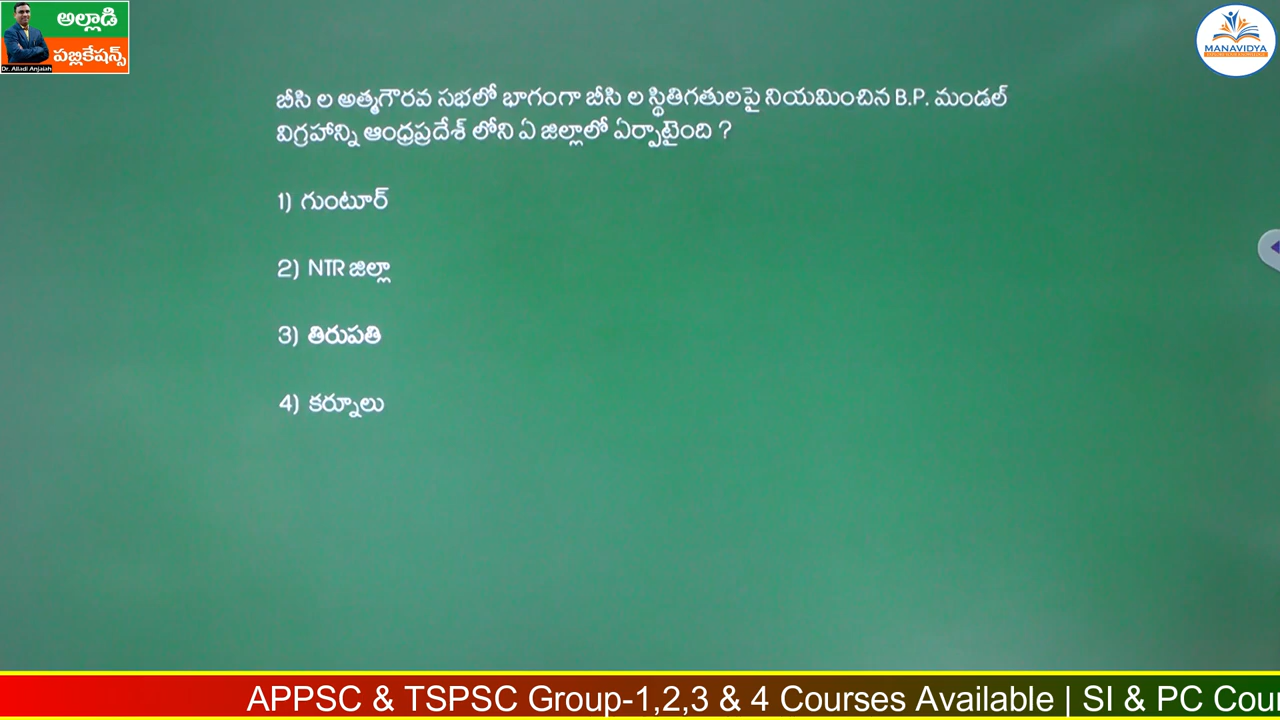 అల్లాడి
పబ్లికేషన్స్
Dr. Alladi Anjaiah
MANAVIDYA
బీసి ల అత్మగౌరవ సభలో భాగంగా బీసి ల స్థితిగతులపై నియమించిన B.P. మండల్
విగ్రహాన్ని ఆంధ్రప్రదేశ్ లోని ఏ జిల్లాలో ఏర్పాటైంది ?
1) గుంటూర్
2) NTR జిల్లా
3) తిరుపతి
4) కర్నూలు
APPSC & TSPSC Group-1,2,3 & 4 Courses Available | SI & PC Cour